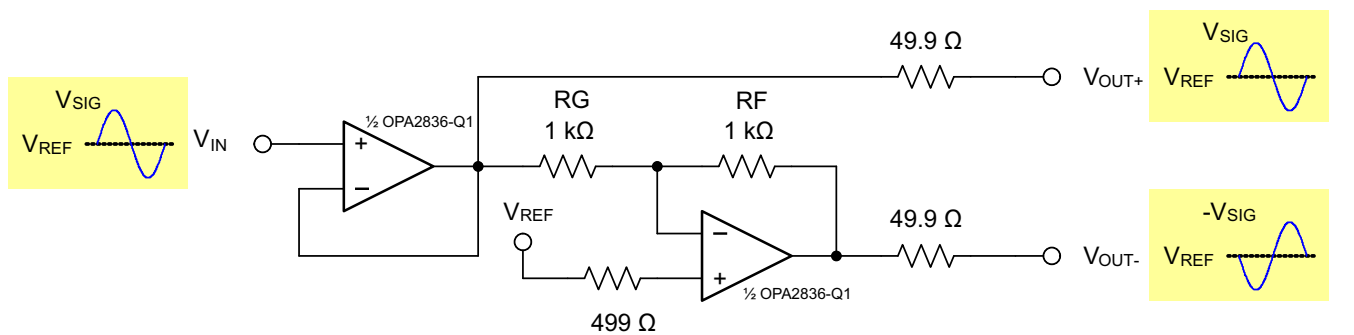 VSIG
VREF
VIN
+
−
½ OPA2836-Q1
RG
1 kΩ
RF
1 kΩ
VREF
499 Ω
−
+
½ OPA2836-Q1
49.9 Ω
VOUT+
VSIG
VREF
49.9 Ω
VOUT-
-VSIG
VREF